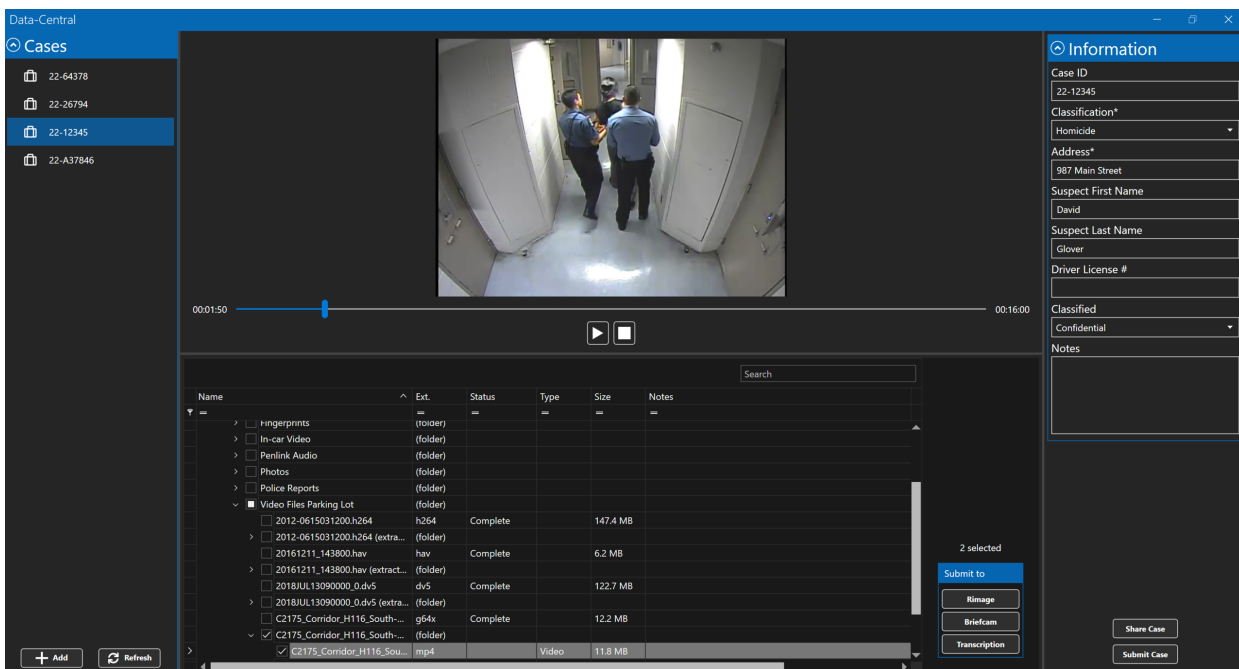 Data-Central
Cases
22-64378
22-26794
22-12345
22-A37846
+ Add
Refresh
00:01:50
00:16:00
Search
Name Ext. Status Type Size Notes
= = = = = =
Fingerprints (folder)
In-car Video (folder)
Penlink Audio (folder)
Photos (folder)
Police Reports (folder)
Video Files Parking Lot (folder)
2012-0615031200.h264 h264 Complete 147.4 MB
2012-0615031200.h264 (extra... (folder)
20161211_143800.hav hav Complete 6.2 MB
20161211_143800.hav (extract... (folder)
2018JUL13090000_0.dv5 dv5 Complete 122.7 MB
2018JUL13090000_0.dv5 (extra... (folder)
C2175_Corridor_H116_South-... g64x Complete 12.2 MB
C2175_Corridor_H116_South-... (folder)
C2175_Corridor_H116_Sou... mp4 Video 11.8 MB
2 selected
Submit to
Rimage
Briefcam
Transcription
Information
Case ID
22-12345
Classification*
Homicide
Address*
987 Main Street
Suspect First Name
David
Suspect Last Name
Glover
Driver License #
Classified
Confidential
Notes
Share Case
Submit Case